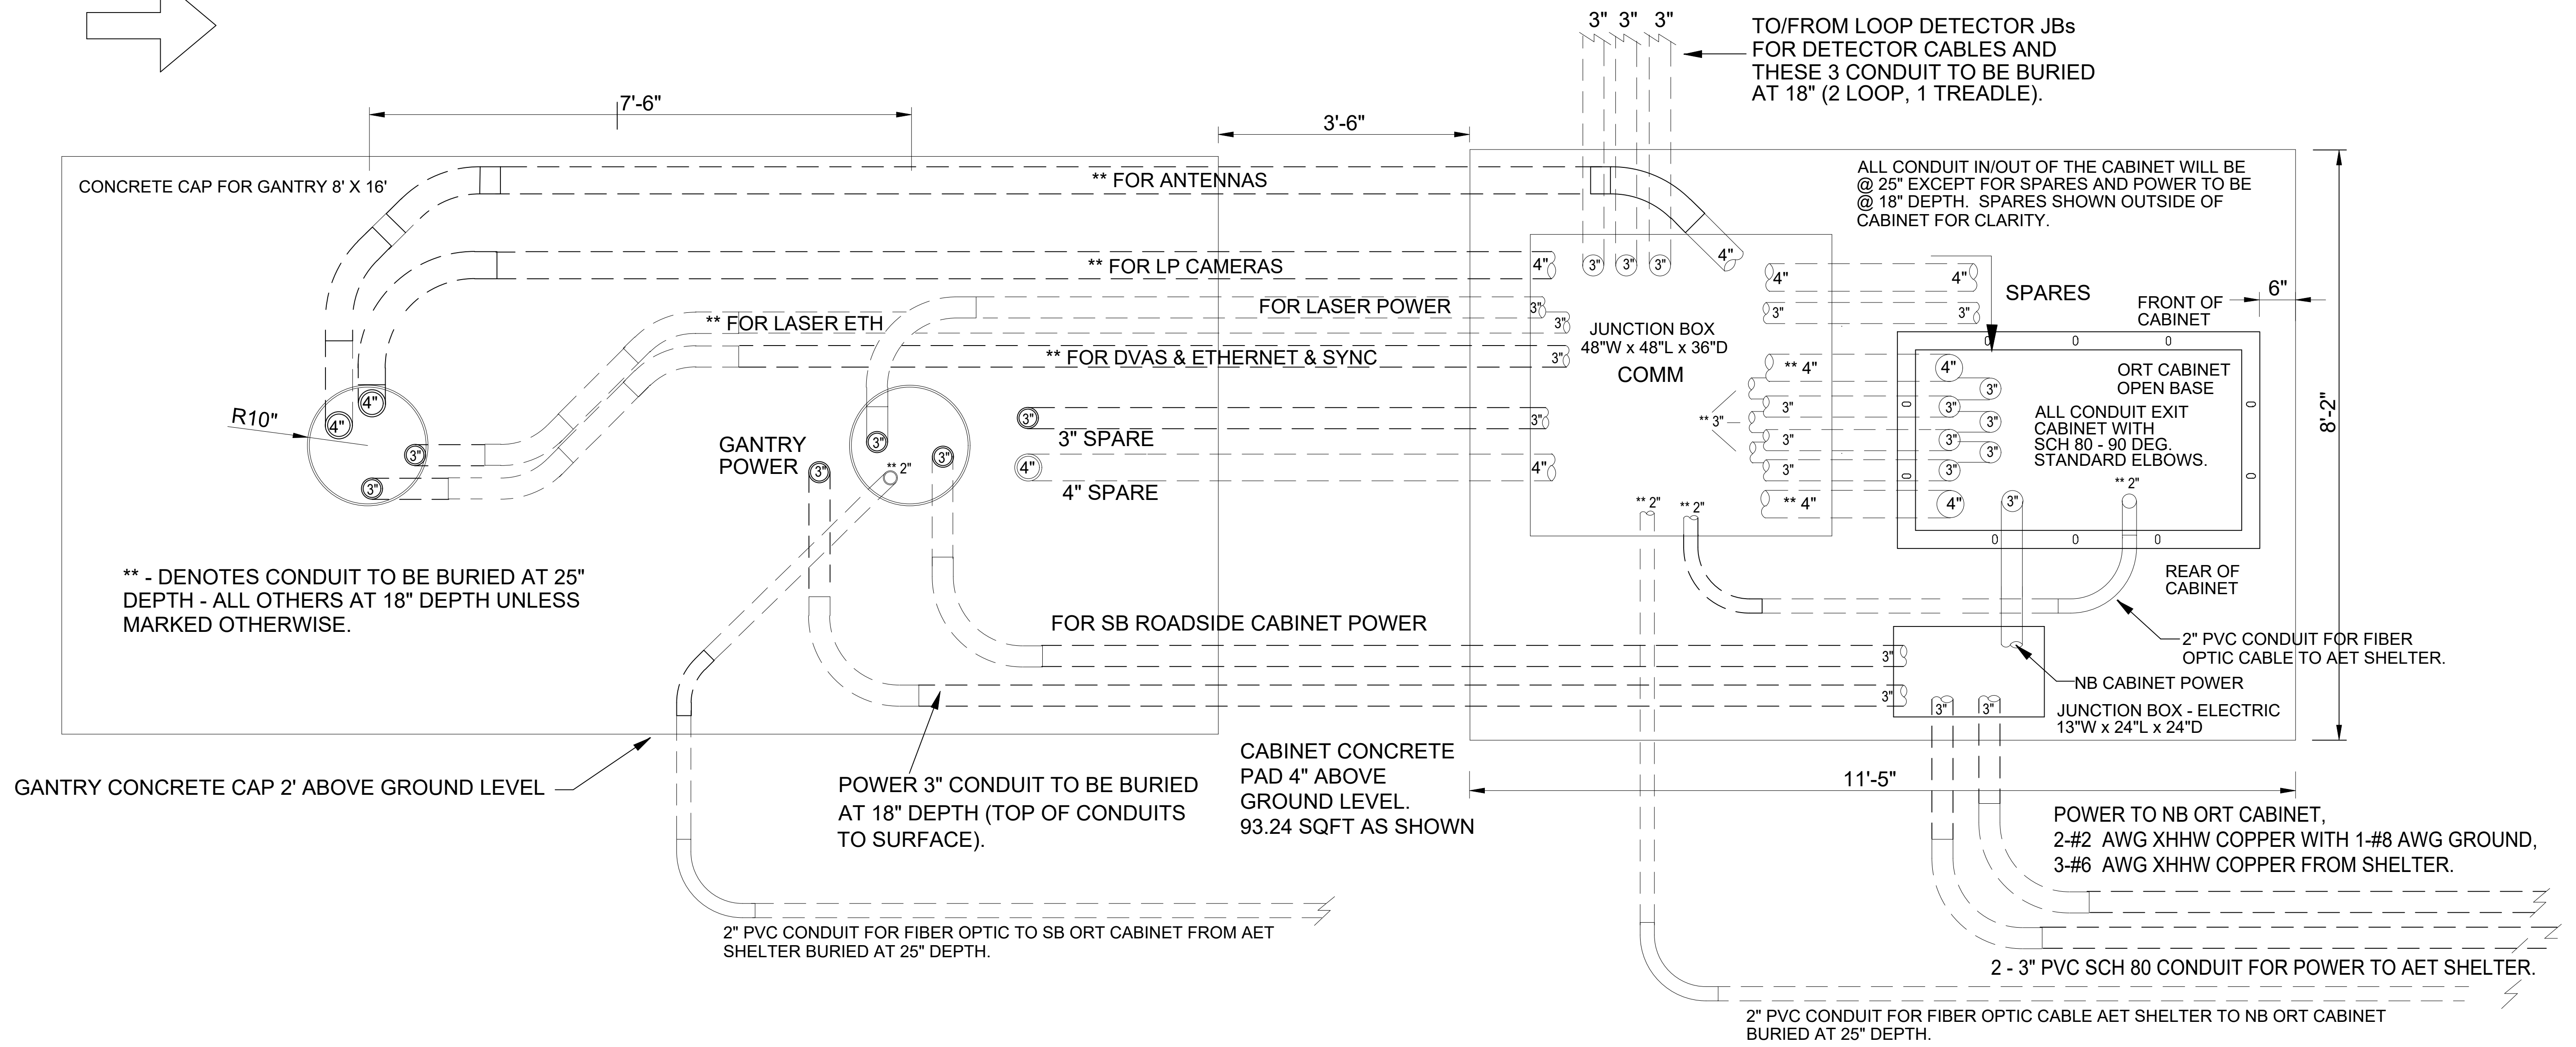 3" 3" 3"
TO/FROM LOOP DETECTOR JBs
FOR DETECTOR CABLES AND
THESE 3 CONDUIT TO BE BURIED
AT 18" (2 LOOP, 1 TREADLE).
7'-6"
3'-6"
CONCRETE CAP FOR GANTRY 8' X 16'
** FOR ANTENNAS
ALL CONDUIT IN/OUT OF THE CABINET WILL BE
@ 25" EXCEPT FOR SPARES AND POWER TO BE
@ 18" DEPTH. SPARES SHOWN OUTSIDE OF
CABINET FOR CLARITY.
** FOR LP CAMERAS
4"
3" 3" 3"
4"
4"
4"
SPARES
6"
FOR LASER POWER
3"
3"
3"
3"
FRONT OF
CABINET
** FOR LASER ETH
JUNCTION BOX
48"W x 48"L x 36"D
COMM
** FOR DVAS & ETHERNET & SYNC
3"
** 4"
4"
ORT CABINET
OPEN BASE
3"
3"
3"
3"
3"
3"
3"
3"
3"
3"
** 3"
ALL CONDUIT EXIT
CABINET WITH
SCH 80 - 90 DEG.
STANDARD ELBOWS.
8'-2"
R10"
4"
4"
3"
3"
GANTRY
POWER
3"
3"
3"
** 2"
3"
3" SPARE
3"
4"
4" SPARE
4"
** 2"
** 2"
** 4"
4"
3"
** 2"
** - DENOTES CONDUIT TO BE BURIED AT 25"
DEPTH - ALL OTHERS AT 18" DEPTH UNLESS
MARKED OTHERWISE.
REAR OF
CABINET
FOR SB ROADSIDE CABINET POWER
3"
3"
2" PVC CONDUIT FOR FIBER
OPTIC CABLE TO AET SHELTER.
NB CABINET POWER
3"
3"
JUNCTION BOX - ELECTRIC
13"W x 24"L x 24"D
GANTRY CONCRETE CAP 2' ABOVE GROUND LEVEL
POWER 3" CONDUIT TO BE BURIED
AT 18" DEPTH (TOP OF CONDUITS
TO SURFACE).
CABINET CONCRETE
PAD 4" ABOVE
GROUND LEVEL.
93.24 SQFT AS SHOWN
11'-5"
POWER TO NB ORT CABINET,
2-#2 AWG XHHW COPPER WITH 1-#8 AWG GROUND,
3-#6 AWG XHHW COPPER FROM SHELTER.
2" PVC CONDUIT FOR FIBER OPTIC TO SB ORT CABINET FROM AET
SHELTER BURIED AT 25" DEPTH.
2 - 3" PVC SCH 80 CONDUIT FOR POWER TO AET SHELTER.
2" PVC CONDUIT FOR FIBER OPTIC CABLE AET SHELTER TO NB ORT CABINET
BURIED AT 25" DEPTH.